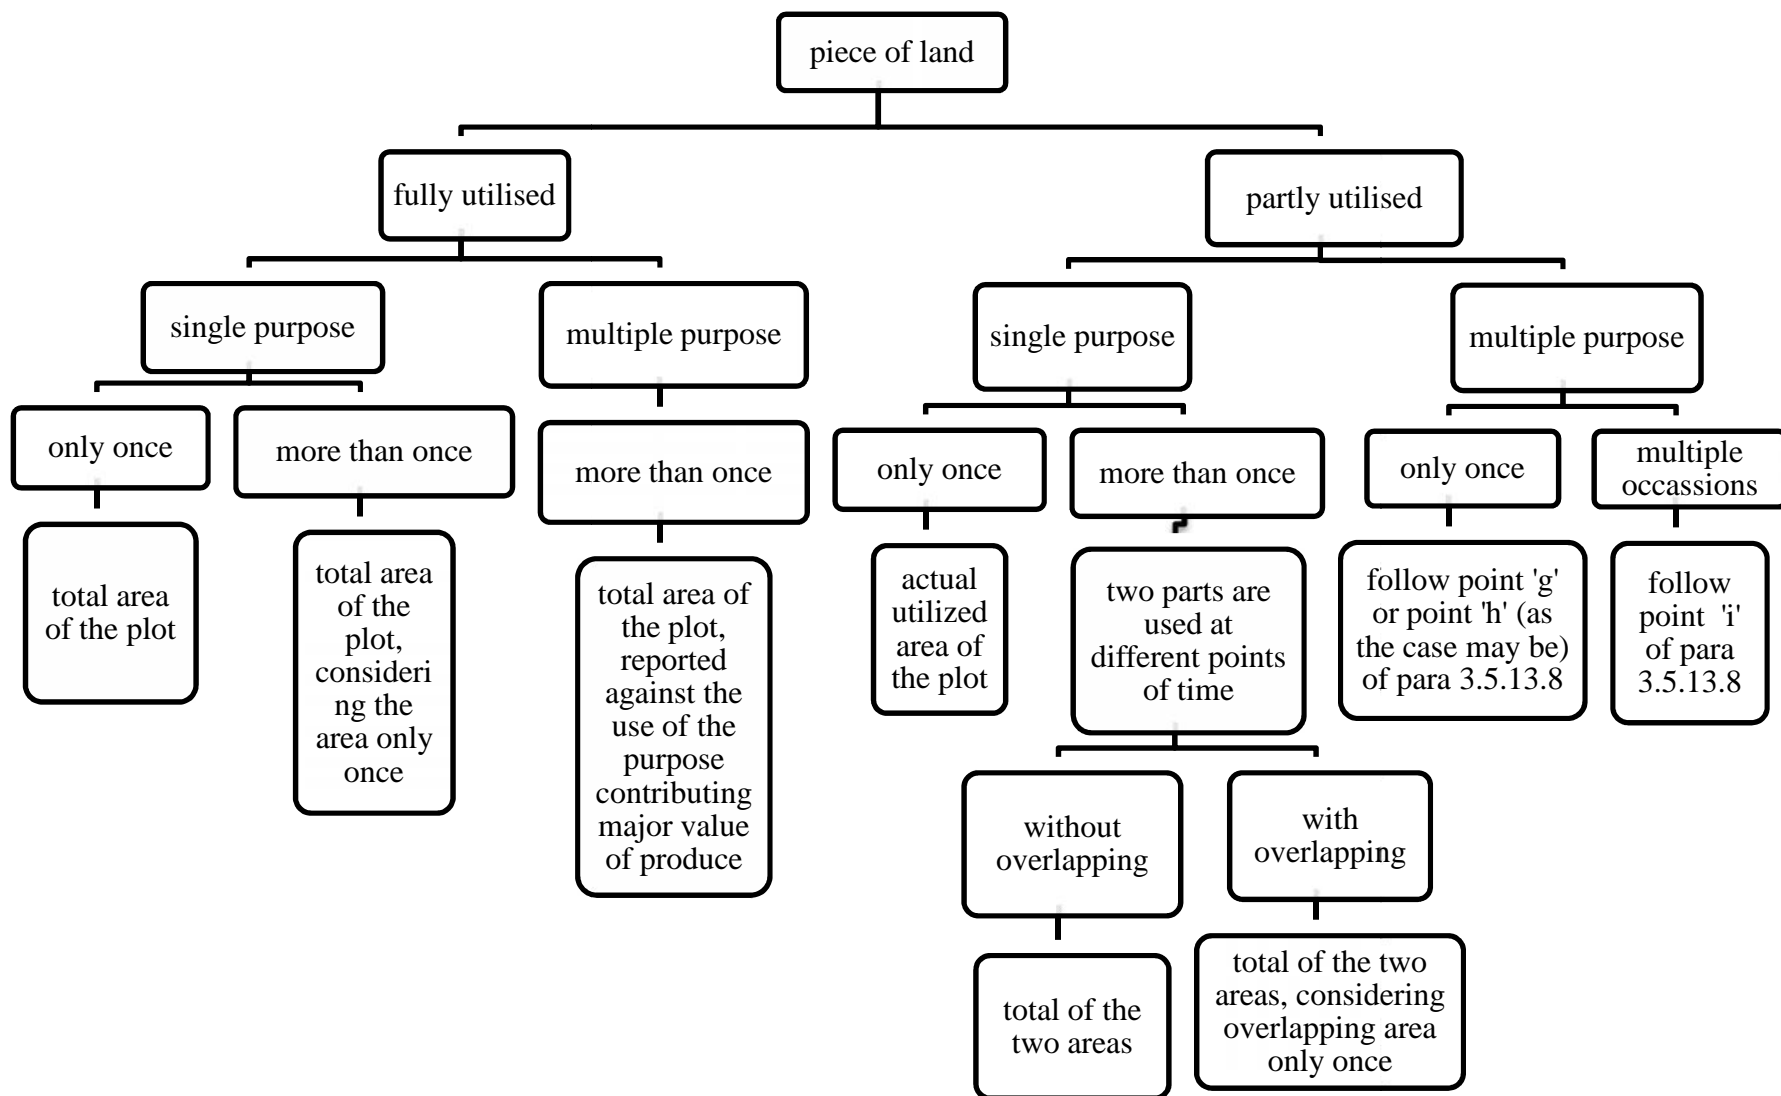 piece of land
fully utilised
partly utilised
single purpose
multiple purpose
single purpose
multiple purpose
only once
more than once
more than once
only once
more than once
only once
multiple
occassions
total area
of the plot
total area
of the
plot,
consideri
ng the
area only
once
total area of
the plot,
reported
against the
use of the
purpose
contributing
major value
of produce
actual
utilized
area of
the plot
two parts are
used at
different points
of time
follow point 'g'
or point 'h' (as
the case may be)
of para 3.5.13.8
follow
point 'i'
of para
3.5.13.8
without
overlapping
with
overlapping
total of the
two areas
total of the two
areas, considering
overlapping area
only once